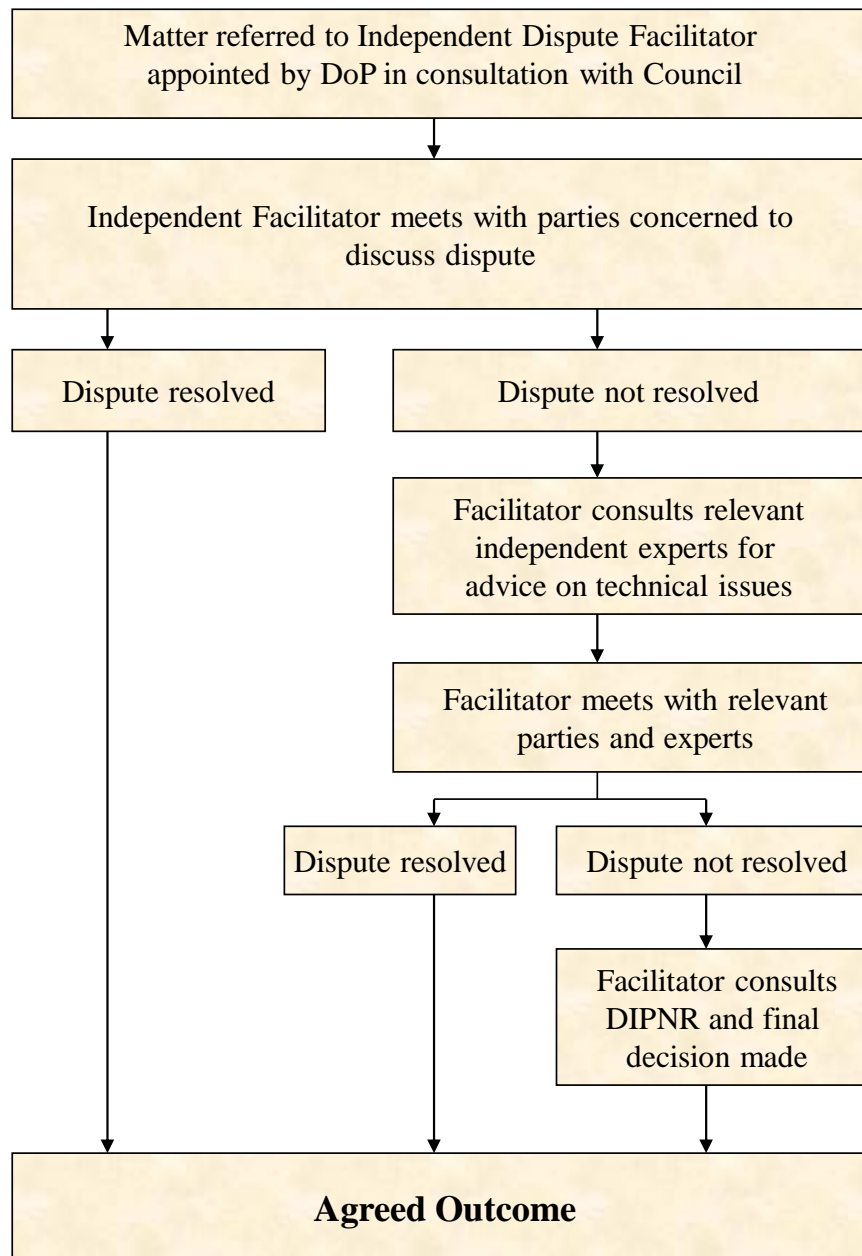 Matter referred to Independent Dispute Facilitator
appointed by DoP in consultation with Council
Independent Facilitator meets with parties concerned to
discuss dispute
Dispute resolved
Dispute not resolved
Facilitator consults relevant
independent experts for
advice on technical issues
Facilitator meets with relevant
parties and experts
Dispute resolved
Dispute not resolved
Facilitator consults
DIPNR and final
decision made
Agreed Outcome